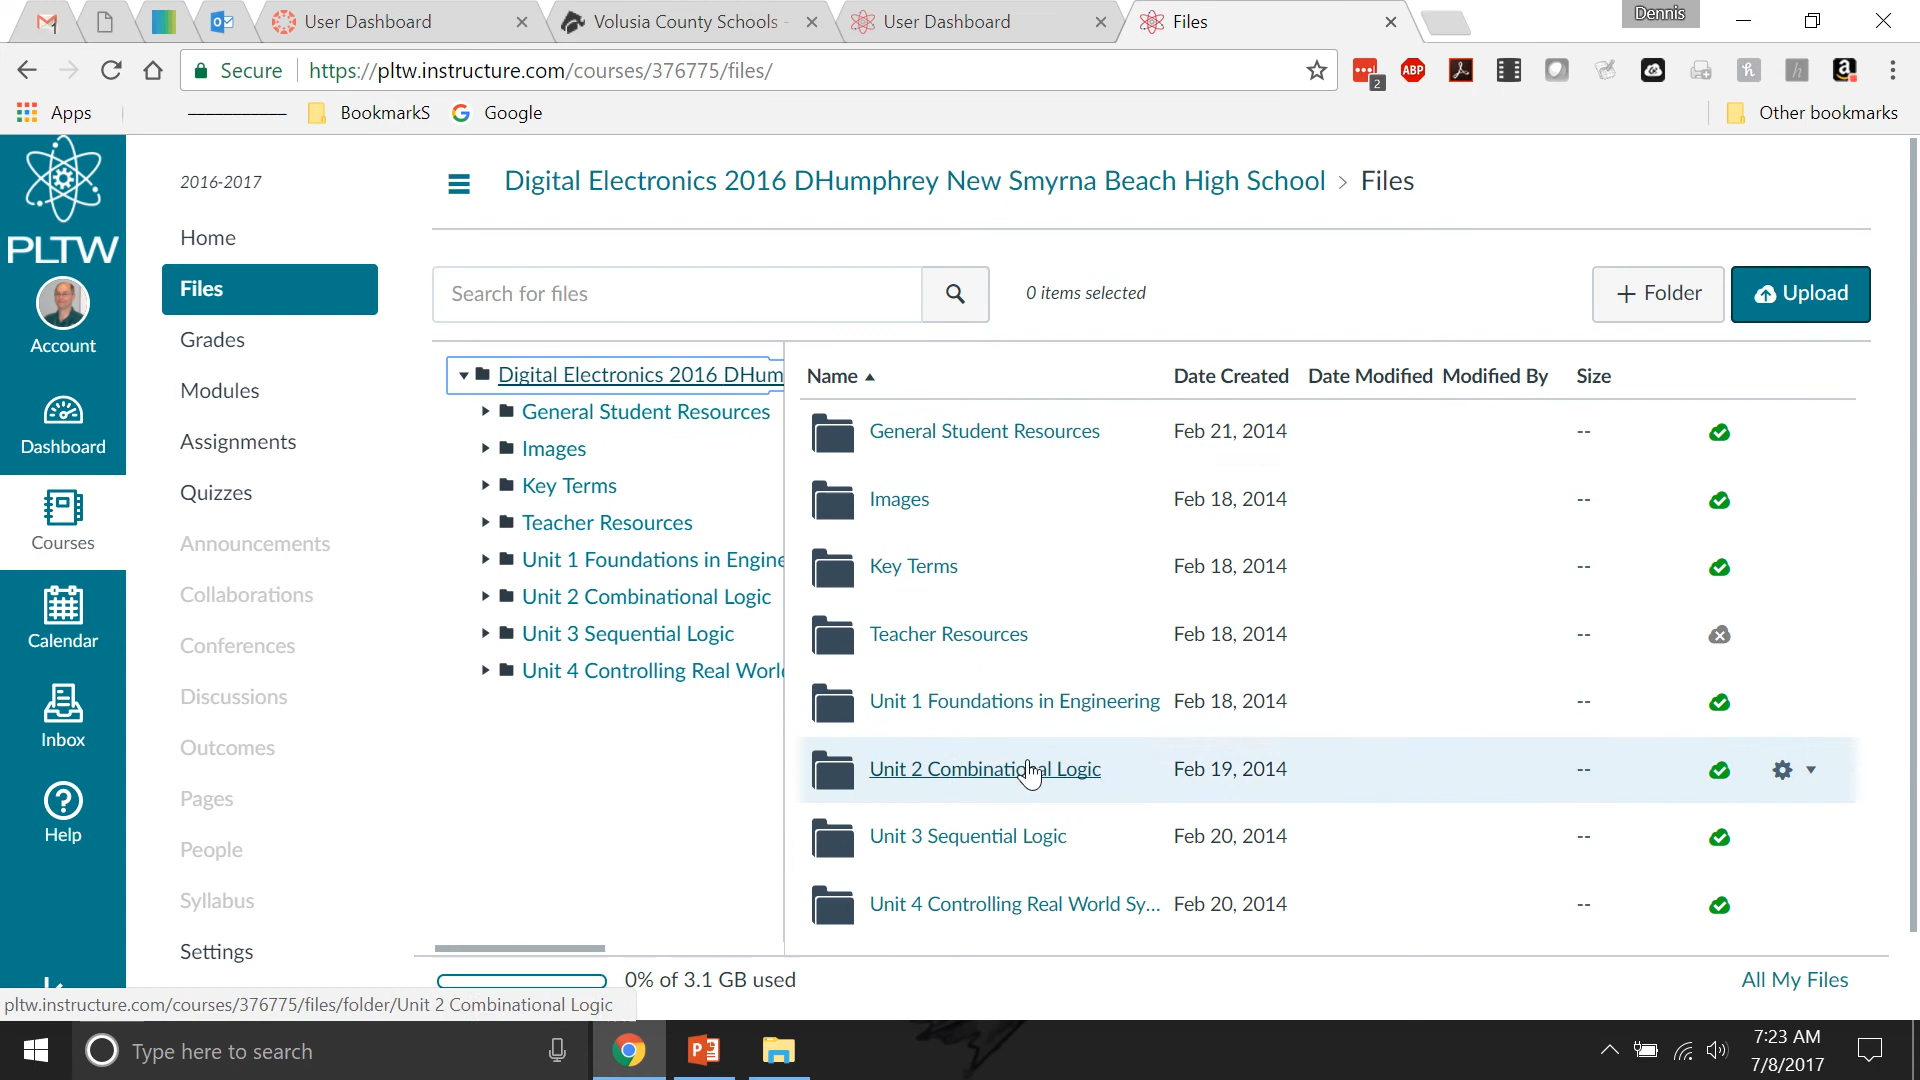 User Dashboard
Volusia County Schools -
User Dashboard
Files
Dennis
Secure
https://pltw.instructure.com/courses/376775/files/
2
ABP
Apps
BookmarkS
Google
Other bookmarks
PLTW
Account
Dashboard
Courses
Calendar
Inbox
Help
2016-2017
Home
Files
Grades
Modules
Assignments
Quizzes
Announcements
Collaborations
Conferences
Discussions
Outcomes
Pages
People
Syllabus
Settings
Digital Electronics 2016 DHumphrey New Smyrna Beach High School > Files
Search for files
0 items selected
+ Folder
Upload
Digital Electronics 2016 DHum
General Student Resources
Images
Key Terms
Teacher Resources
Unit 1 Foundations in Engine
Unit 2 Combinational Logic
Unit 3 Sequential Logic
Unit 4 Controlling Real Worl
Name Date Created Date Modified Modified By Size
General Student Resources Feb 21, 2014 --
Images Feb 18, 2014 --
Key Terms Feb 18, 2014 --
Teacher Resources Feb 18, 2014 --
Unit 1 Foundations in Engineering Feb 18, 2014 --
Unit 2 Combinational Logic Feb 19, 2014 --
Unit 3 Sequential Logic Feb 20, 2014 --
Unit 4 Controlling Real World Sy... Feb 20, 2014 --
0% of 3.1 GB used
All My Files
pltw.instructure.com/courses/376775/files/folder/Unit 2 Combinational Logic
Type here to search
7:23 AM
7/8/2017